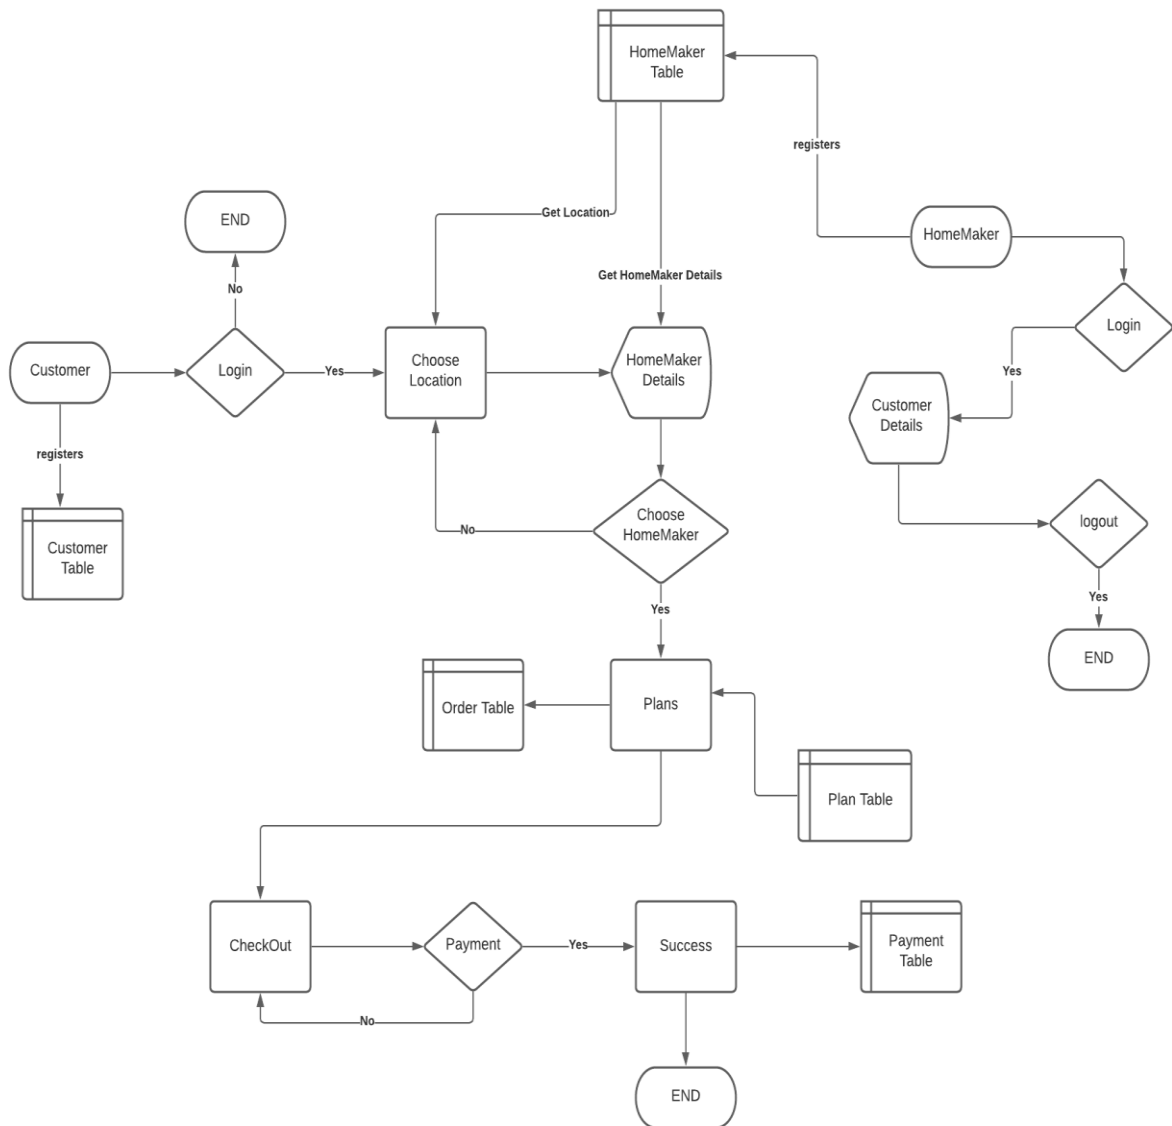 HomeMaker
Table
registers
Get Location
END
HomeMaker
Get HomeMaker Details
No
Login
Customer
Login
Yes
Choose
Location
HomeMaker
Details
Yes
Customer
Details
registers
No
Choose
HomeMaker
logout
Customer
Table
Yes
Yes
END
Order Table
Plans
Plan Table
CheckOut
Payment
Yes
Success
Payment
Table
No
END